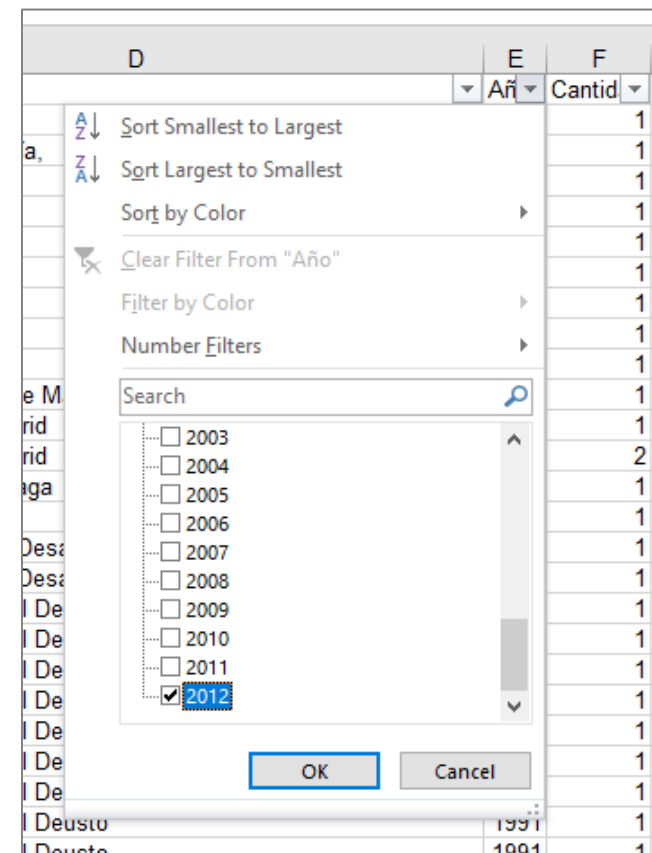 D E F
Añ Cantid
Sort Smallest to Largest 1
a, Sort Largest to Smallest 1
1
Sort by Color 1
1
Clear Filter From "Año" 1
Filter by Color 1
1
Number Filters 1
e M Search 1
rid 2003 1
rid 2004 2
aga 2005 1
2006 1
Desa 2007 1
Desa 2008 1
l De 2009 1
l De 2010 1
l De 2011 1
l De 2012 1
l De 1
l De OK Cancel 1
l De 1
l Deusto 1991 1
l Deusto 1991 1